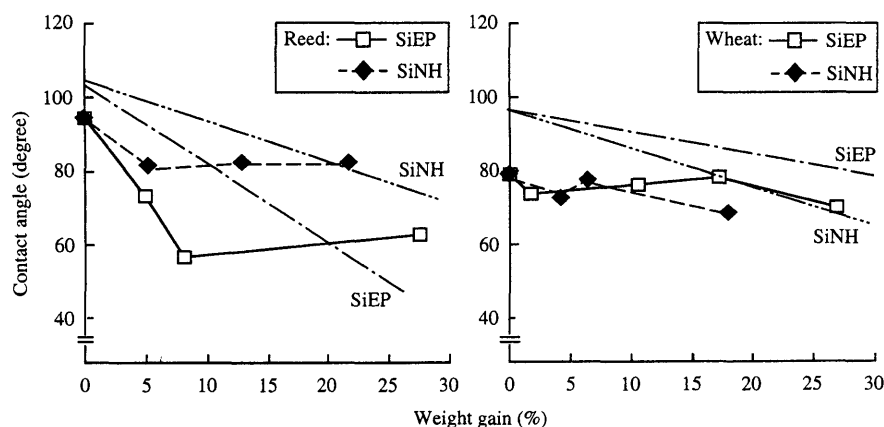 120
100
80
60
40
Contact angle (degree)
Reed: SiEP
SiNH
SiNH
SiEP
0 5 10 15 20 25 30
120
100
80
60
40
Wheat: SiEP
SiNH
SiEP
SiNH
0 5 10 15 20 25 30
Weight gain (%)